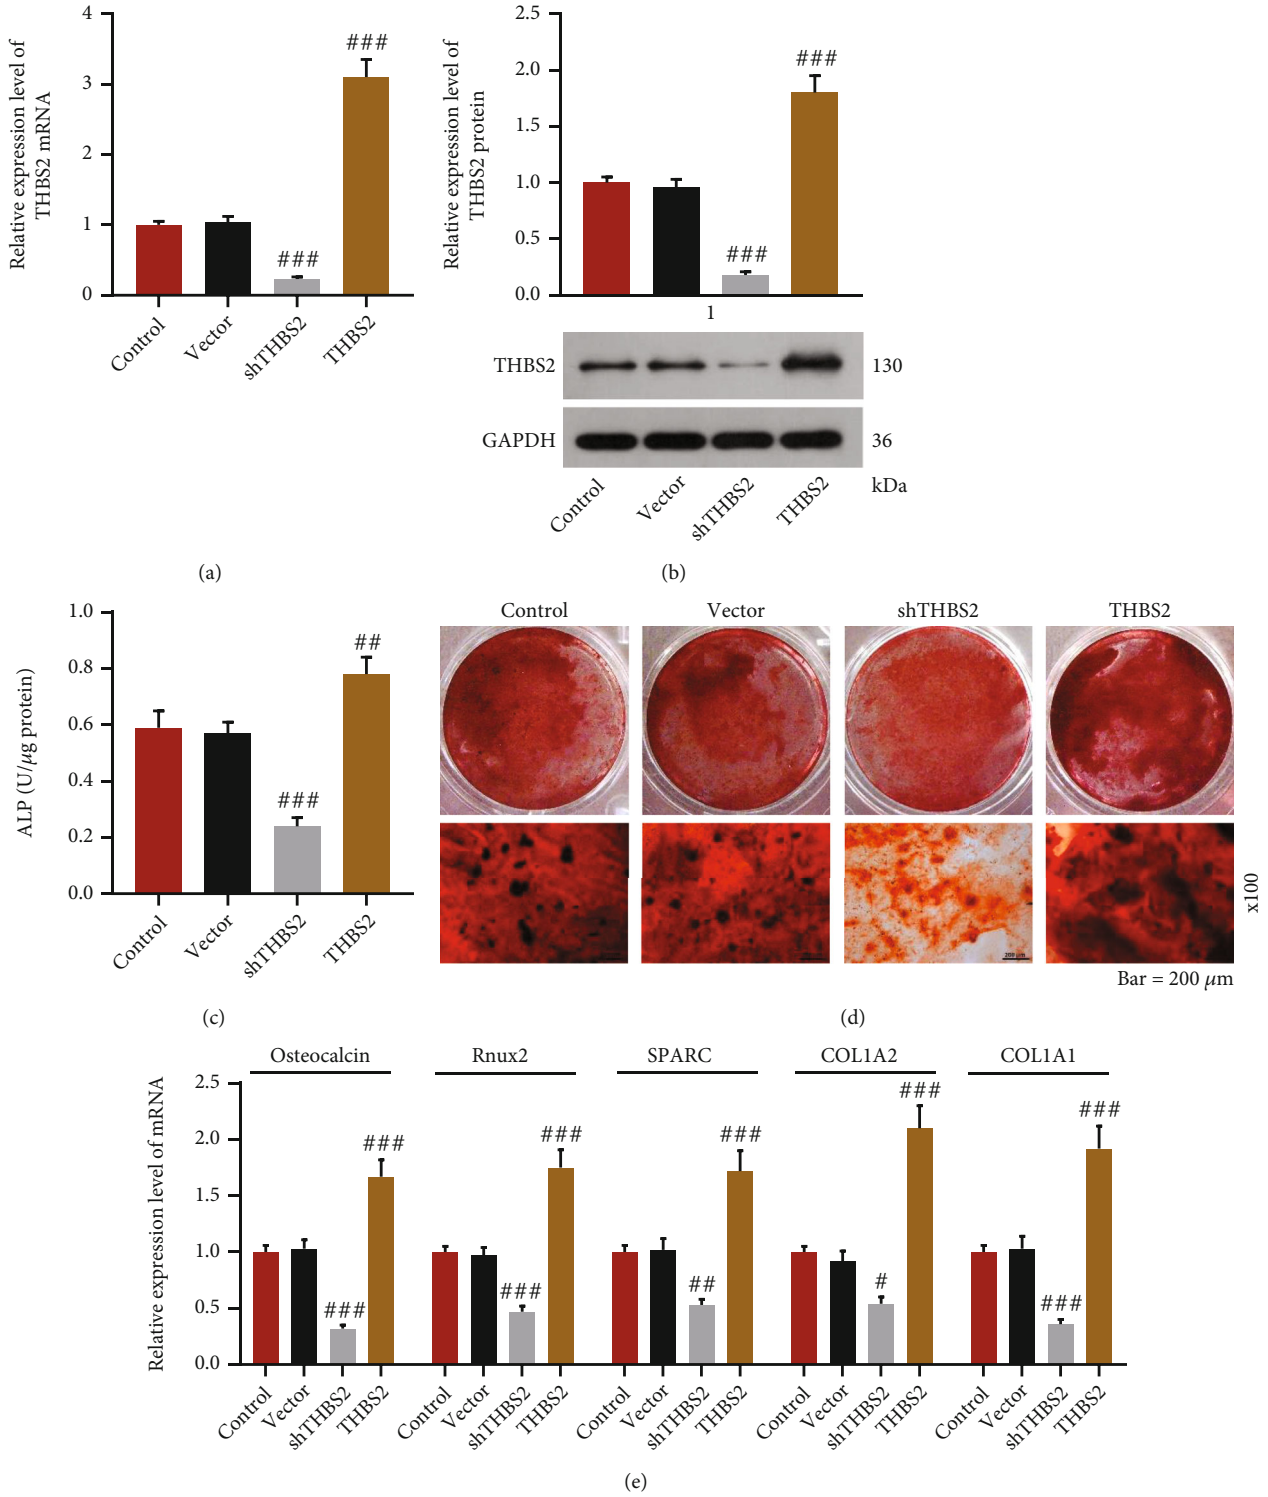 Relative expression level of
THBS2 mRNA
4
3
2
1
0
###
###
Control
Vector
shTHBS2
THBS2
(a)
Relative expression level of
THBS2 protein
2.5
2.0
1.5
1.0
0.5
0.0
###
###
1
THBS2
130
GAPDH
36
kDa
Control
Vector
shTHBS2
THBS2
(b)
ALP (U/μg protein)
1.0
0.8
0.6
0.4
0.2
0.0
###
##
Control
Vector
shTHBS2
THBS2
(c)
Control
Vector
shTHBS2
THBS2
200 μm
x100
Bar = 200 μm
(d)
Osteocalcin
Rnux2
SPARC
COL1A2
COL1A1
Relative expression level of mRNA
2.5
2.0
1.5
1.0
0.5
0.0
###
###
###
###
##
###
#
###
###
###
Control
Vector
shTHBS2
THBS2
Control
Vector
shTHBS2
THBS2
Control
Vector
shTHBS2
THBS2
Control
Vector
shTHBS2
THBS2
Control
Vector
shTHBS2
THBS2
(e)